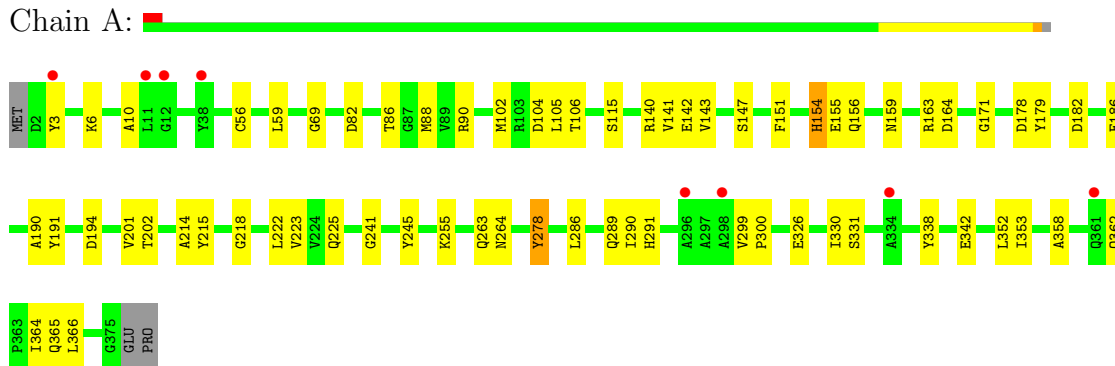 Chain A:
MET D2 Y3 K6 A10 L11 G12 Y38 C56 L59 G69 D82 T86 G87 M88 V89 R90 M102 R103 D104 L105 T106 S115 R140 V141 E142 V143 S147 F151 H154 E155 Q156 N159 R163 D164 G171 D178 Y179 D182
A190 Y191 D194 V201 T202 A214 Y215 G218 L222 V223 V224 Q225 G241 Y245 K255 Q263 N264 Y278 L286 Q289 I290 H291 A296 A297 A298 V299 P300 E326 I330 S331 A334 Y338 E342 L352 I353 A358 Q361
P363 I364 Q365 L366 G375 GLU PRO